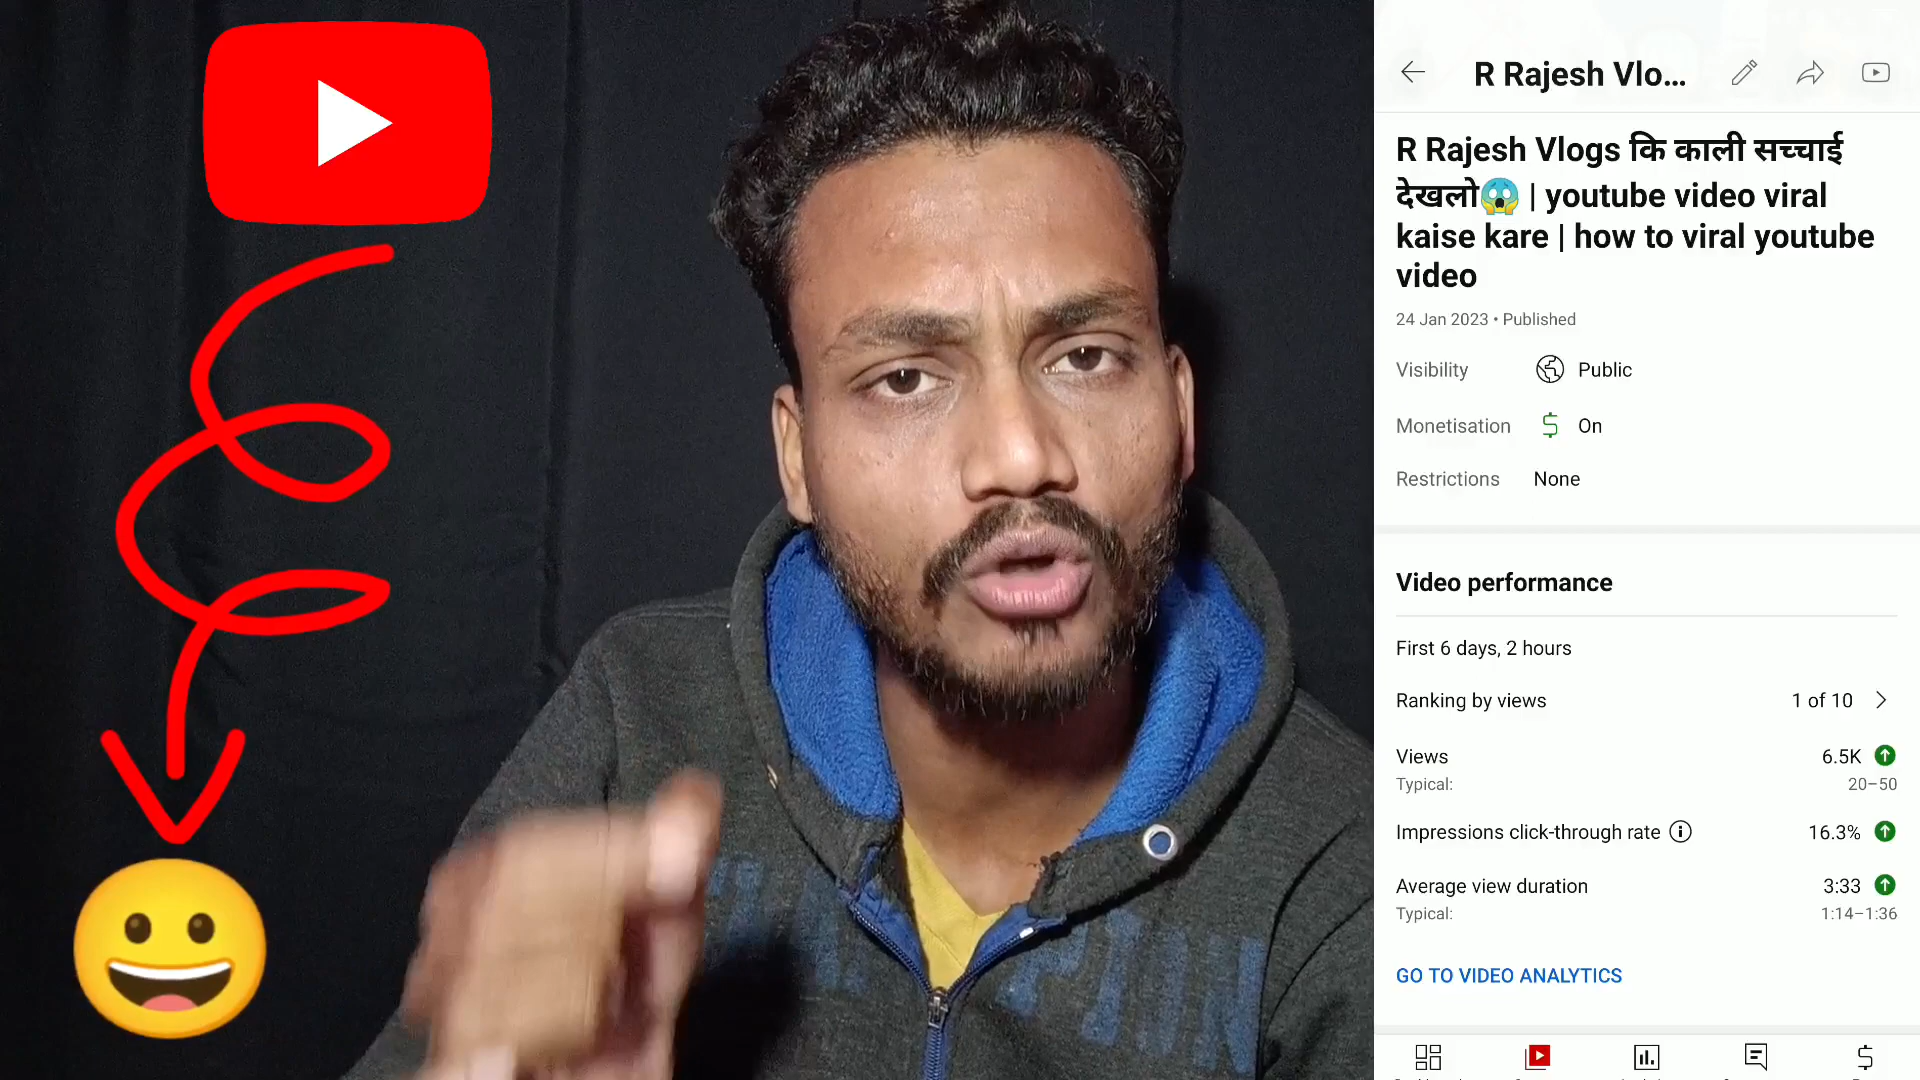 R Rajesh Vlo...
R Rajesh Vlogs कि काली सच्चाई
देखलो😱 | youtube video viral
kaise kare | how to viral youtube
video
24 Jan 2023 • Published
Visibility Public
Monetisation On
Restrictions None
Video performance
First 6 days, 2 hours
Ranking by views 1 of 10
Views 6.5K
Typical: 20–50
Impressions click-through rate 16.3%
Average view duration 3:33
Typical: 1:14–1:36
GO TO VIDEO ANALYTICS